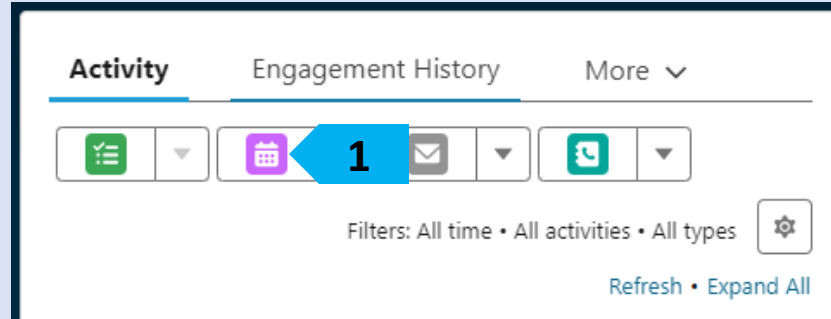 Activity Engagement History More
1
Filters: All time • All activities • All types
Refresh • Expand All